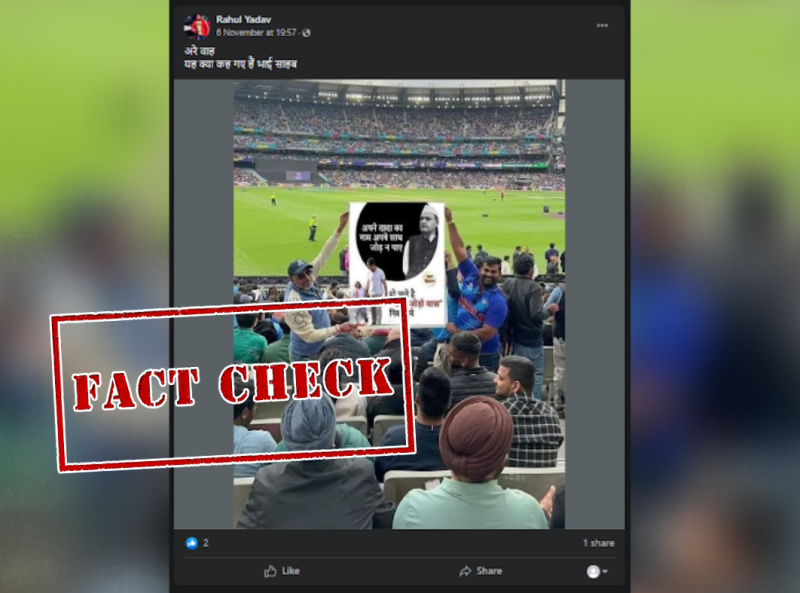 Rahul Yadav
6 November at 19:57 ·
अरे वाह
यह क्या कह गए हैं भाई साहब
अपने दादा का
नाम अपने साथ
जोड़ न पाए
जोड़ो यात्रा"
FACT CHECK
2
1 share
Like
Share